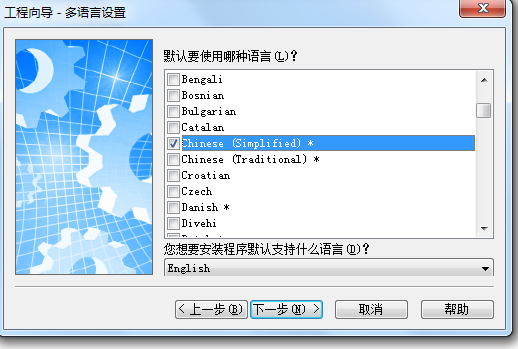 工程向导 - 多语言设置
默认要使用哪种语言(L)?
Bengali
Bosnian
Bulgarian
Catalan
Chinese (Simplified) *
Chinese (Traditional) *
Croatian
Czech
Danish *
Divehi
您想要安装程序默认支持什么语言(D)?
English
< 上一步(B) 下一步(N) > 取消 帮助